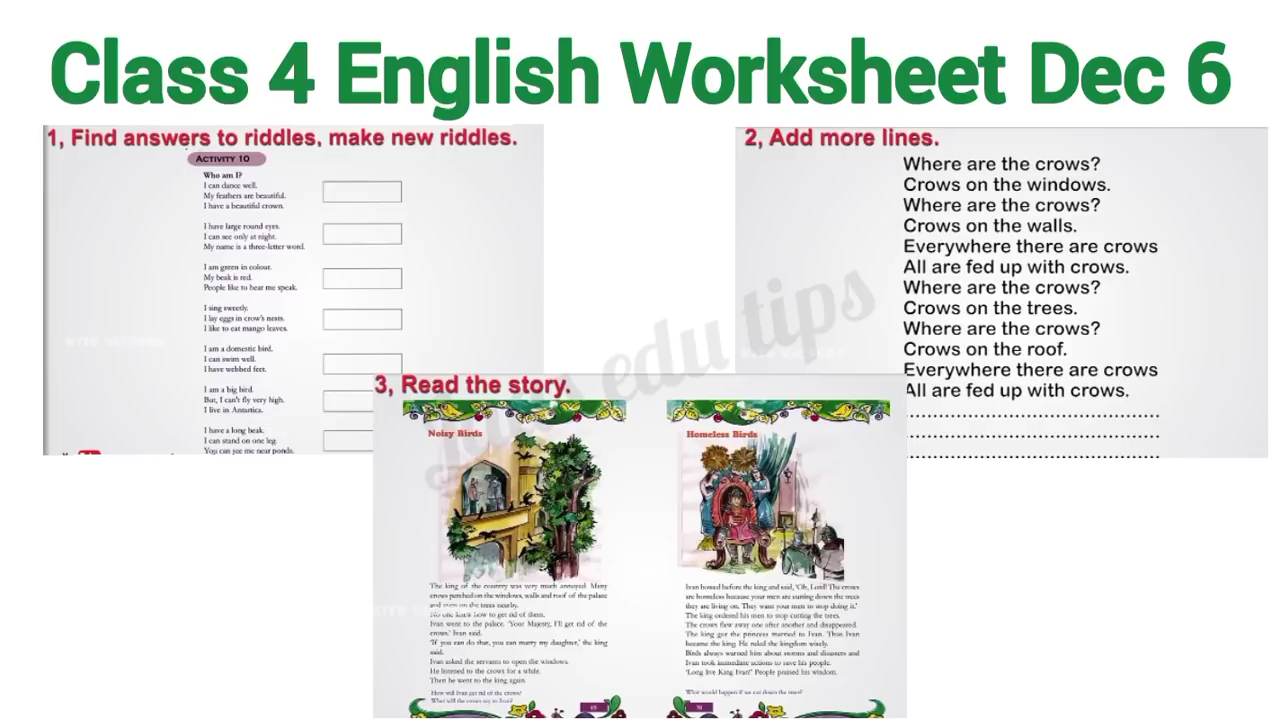 Class 4 English Worksheet Dec 6
1, Find answers to riddles, make new riddles.
ACTIVITY 10
Who am I?
I can dance well.
My feathers are beautiful.
I have a beautiful crown.
I have large round eyes.
I can see only at night.
My name is a three-letter word.
I am green in colour.
My beak is red.
People like to hear me speak.
I sing sweetly.
I lay eggs in crow's nests.
I like to eat mango leaves.
I am a domestic bird.
I can swim well.
I have webbed feet.
I am a big bird.
But, I can't fly very high.
I live in Antartica.
I have a long beak.
I can stand on one leg.
You can see me near ponds.
2, Add more lines.
Where are the crows?
Crows on the windows.
Where are the crows?
Crows on the walls.
Everywhere there are crows
All are fed up with crows.
Where are the crows?
Crows on the trees.
Where are the crows?
Crows on the roof.
Everywhere there are crows
All are fed up with crows.
3, Read the story.
Noisy Birds
The king of the country was very much annoyed. Many
crows perched on the windows, walls and roof of the palace
and even on the trees nearby.
No one knew how to get rid of them.
Ivan went to the palace. 'Your Majesty, I'll get rid of the
crows.' Ivan said.
'If you can do that, you can marry my daughter,' the king
said.
Ivan asked the servants to open the windows.
He listened to the crows for a while.
Then he went to the king again.
How will Ivan get rid of the crows?
What will the crows say to Ivan?
69
Homeless Birds
Ivan bowed before the king and said, 'Oh, Lord! The crows
are homeless because your men are cutting down the trees
they are living on. They want your men to stop doing it.'
The king ordered his men to stop cutting the trees.
The crows flew away one after another and disappeared.
The king got the princess married to Ivan. Thus Ivan
became the king. He ruled the kingdom wisely.
Birds always warned him about storms and disasters and
Ivan took immediate actions to save his people.
'Long live King Ivan!' People praised his wisdom.
What would happen if we cut down the trees?
70
edu tips